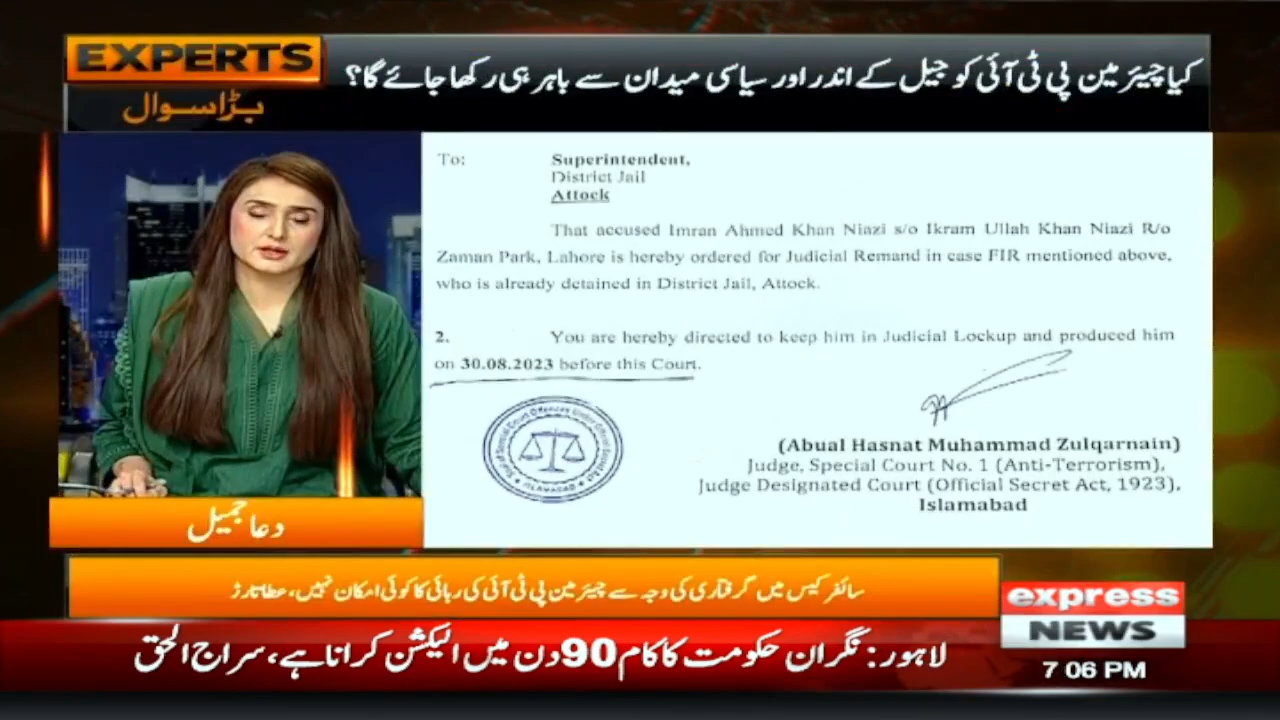 EXPERTS
بڑا سوال
کیا چیئرمین پی ٹی آئی کو جیل کے اندر اور سیاسی میدان سے باہر ہی رکھا جائے گا؟
To: Superintendent,
District Jail
Attock
That accused Imran Ahmed Khan Niazi s/o Ikram Ullah Khan Niazi R/o
Zaman Park, Lahore is hereby ordered for Judicial Remand in case FIR mentioned above,
who is already detained in District Jail, Attock.
2. You are hereby directed to keep him in Judicial Lockup and produced him
on 30.08.2023 before this Court.
(Abual Hasnat Muhammad Zulqarnain)
Judge, Special Court No. 1 (Anti-Terrorism),
Judge Designated Court (Official Secret Act, 1923),
Islamabad
ISLAMABAD
دعا جمیل
سائفر کیس میں گرفتاری کی وجہ سے چیئرمین پی ٹی آئی کی رہائی کا کوئی امکان نہیں، عطا تارڑ
express
NEWS
لاہور: نگران حکومت کا کام 90 دن میں الیکشن کرانا ہے، سراج الحق
7:06 PM